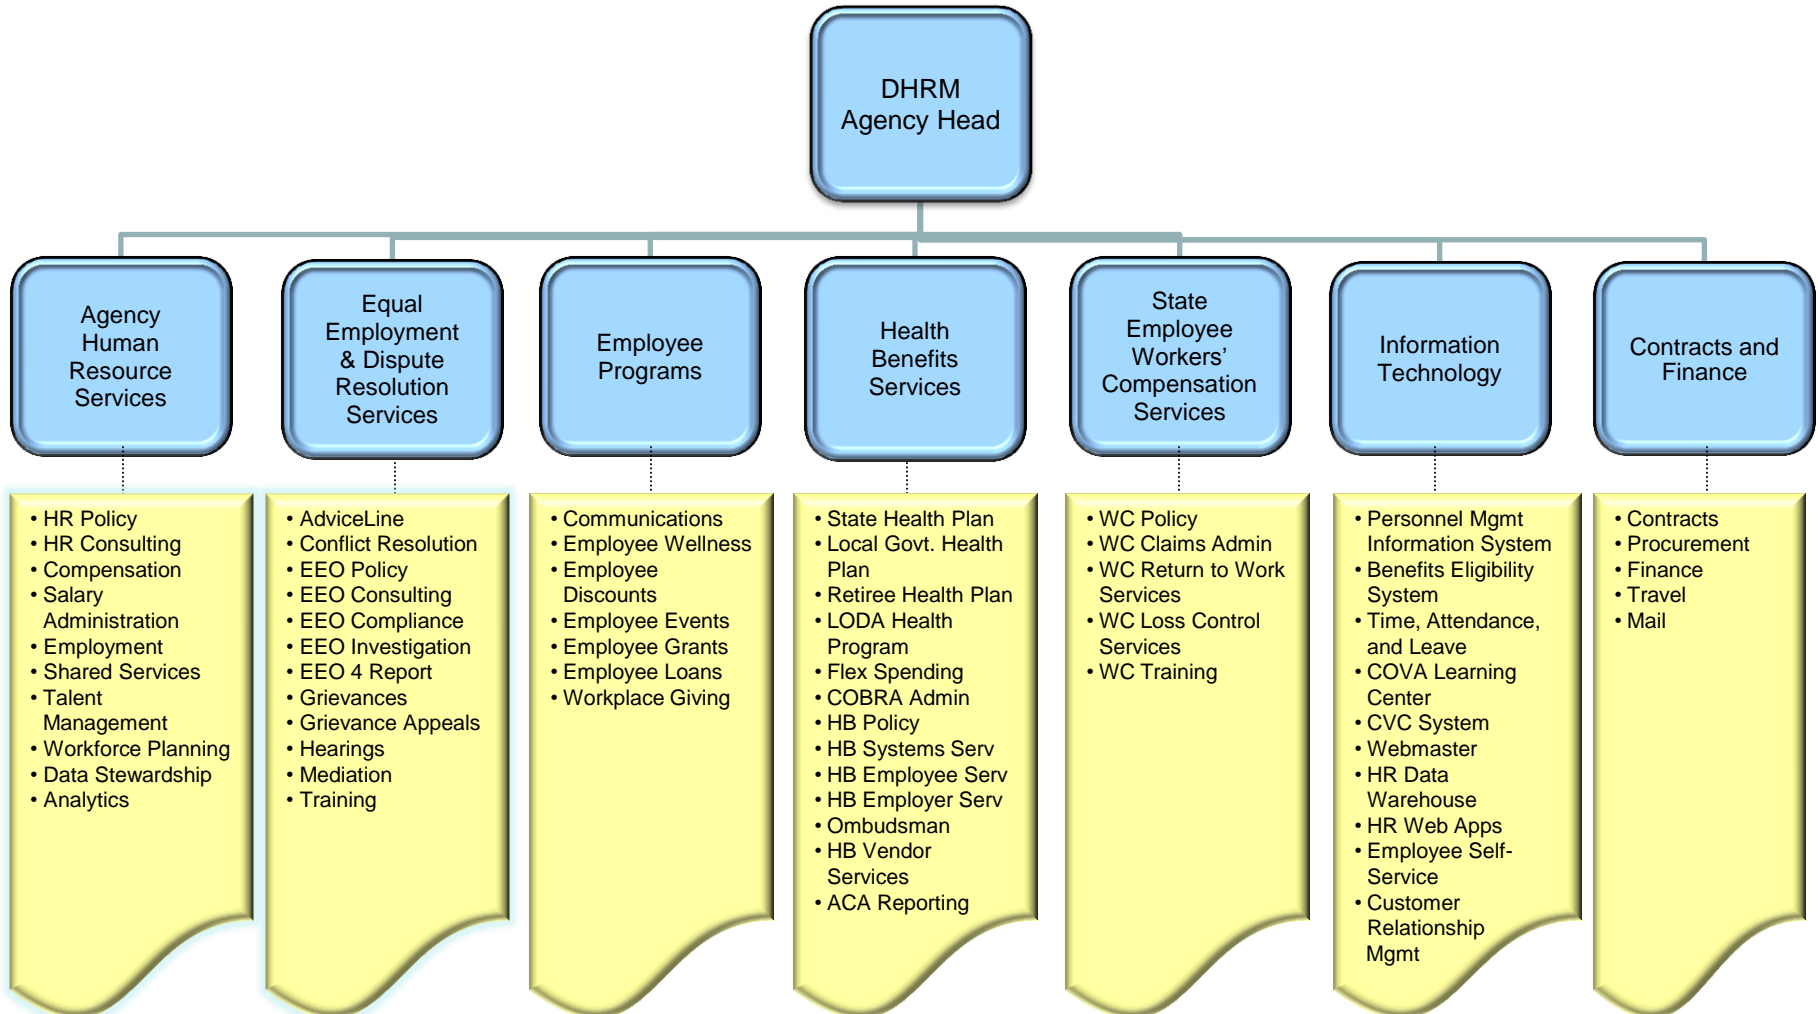 DHRM
Agency Head
Agency
Human
Resource
Services
Equal
Employment
& Dispute
Resolution
Services
Employee
Programs
Health
Benefits
Services
State
Employee
Workers’
Compensation
Services
Information
Technology
Contracts and
Finance
• HR Policy
• HR Consulting
• Compensation
• Salary
Administration
• Employment
• Shared Services
• Talent
Management
• Workforce Planning
• Data Stewardship
• Analytics
• AdviceLine
• Conflict Resolution
• EEO Policy
• EEO Consulting
• EEO Compliance
• EEO Investigation
• EEO 4 Report
• Grievances
• Grievance Appeals
• Hearings
• Mediation
• Training
• Communications
• Employee Wellness
• Employee
Discounts
• Employee Events
• Employee Grants
• Employee Loans
• Workplace Giving
• State Health Plan
• Local Govt. Health
Plan
• Retiree Health Plan
• LODA Health
Program
• Flex Spending
• COBRA Admin
• HB Policy
• HB Systems Serv
• HB Employee Serv
• HB Employer Serv
• Ombudsman
• HB Vendor
Services
• ACA Reporting
• WC Policy
• WC Claims Admin
• WC Return to Work
Services
• WC Loss Control
Services
• WC Training
• Personnel Mgmt
Information System
• Benefits Eligibility
System
• Time, Attendance,
and Leave
• COVA Learning
Center
• CVC System
• Webmaster
• HR Data
Warehouse
• HR Web Apps
• Employee Self-
Service
• Customer
Relationship
Mgmt
• Contracts
• Procurement
• Finance
• Travel
• Mail